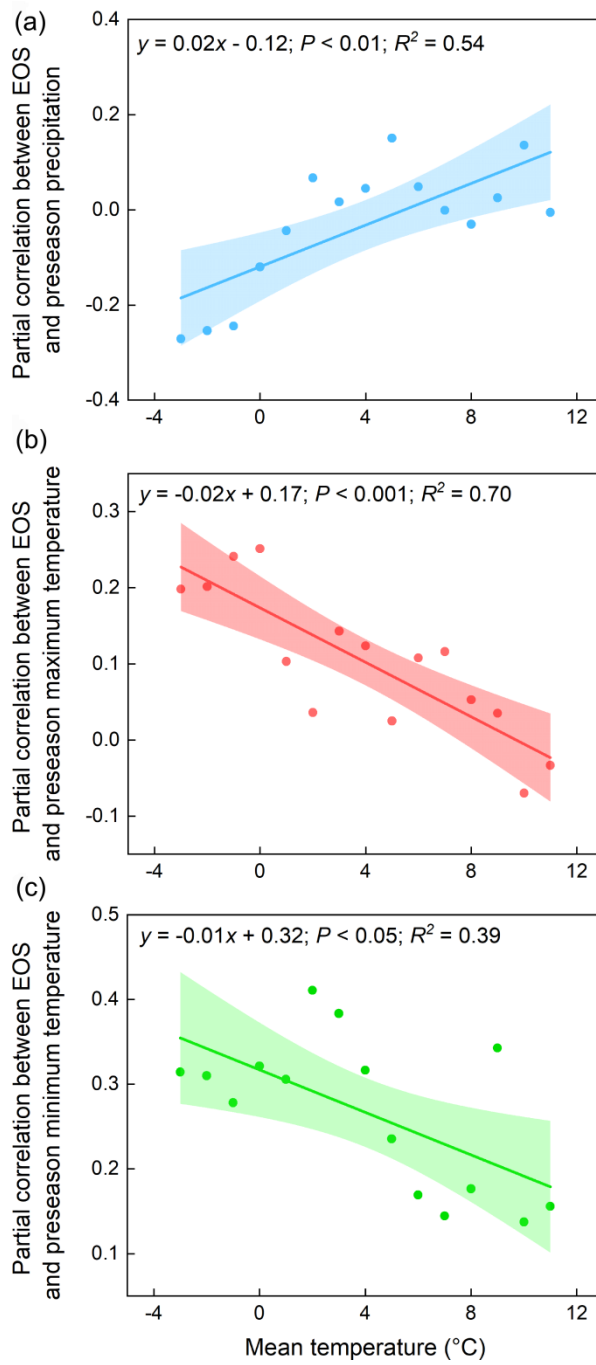 (a)
y = 0.02x - 0.12; P < 0.01; R² = 0.54
Partial correlation between EOS
and preseason precipitation
0.4
0.2
0.0
-0.2
-0.4
-4 0 4 8 12
(b)
y = -0.02x + 0.17; P < 0.001; R² = 0.70
Partial correlation between EOS
and preseason maximum temperature
0.3
0.2
0.1
0.0
-0.1
-4 0 4 8 12
(c)
y = -0.01x + 0.32; P < 0.05; R² = 0.39
Partial correlation between EOS
and preseason minimum temperature
0.5
0.4
0.3
0.2
0.1
-4 0 4 8 12
Mean temperature (°C)